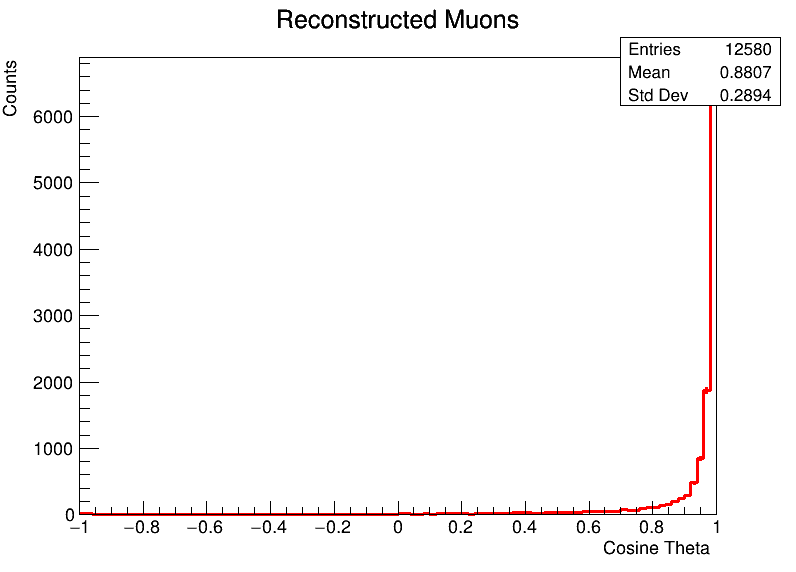 Reconstructed Muons
Entries 12580
Mean 0.8807
Std Dev 0.2894
Counts
6000
5000
4000
3000
2000
1000
0
−1 −0.8 −0.6 −0.4 −0.2 0 0.2 0.4 0.6 0.8 1
Cosine Theta